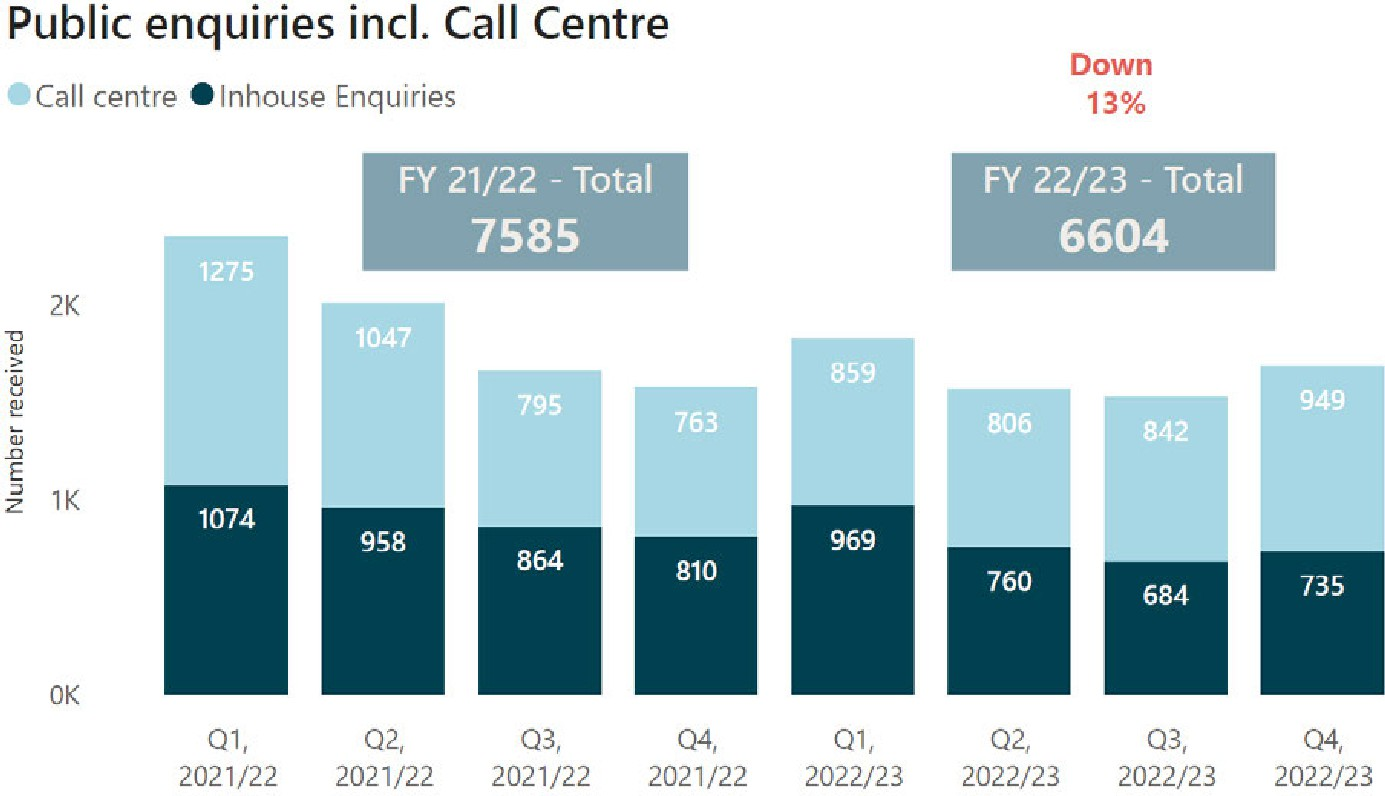 Public enquiries incl. Call Centre
Call centre Inhouse Enquiries
Down
13%
FY 21/22 - Total
7585
FY 22/23 - Total
6604
Number received
2K
1K
0K
1275
1047
795
763
859
806
842
949
1074
958
864
810
969
760
684
735
Q1,
2021/22
Q2,
2021/22
Q3,
2021/22
Q4,
2021/22
Q1,
2022/23
Q2,
2022/23
Q3,
2022/23
Q4,
2022/23